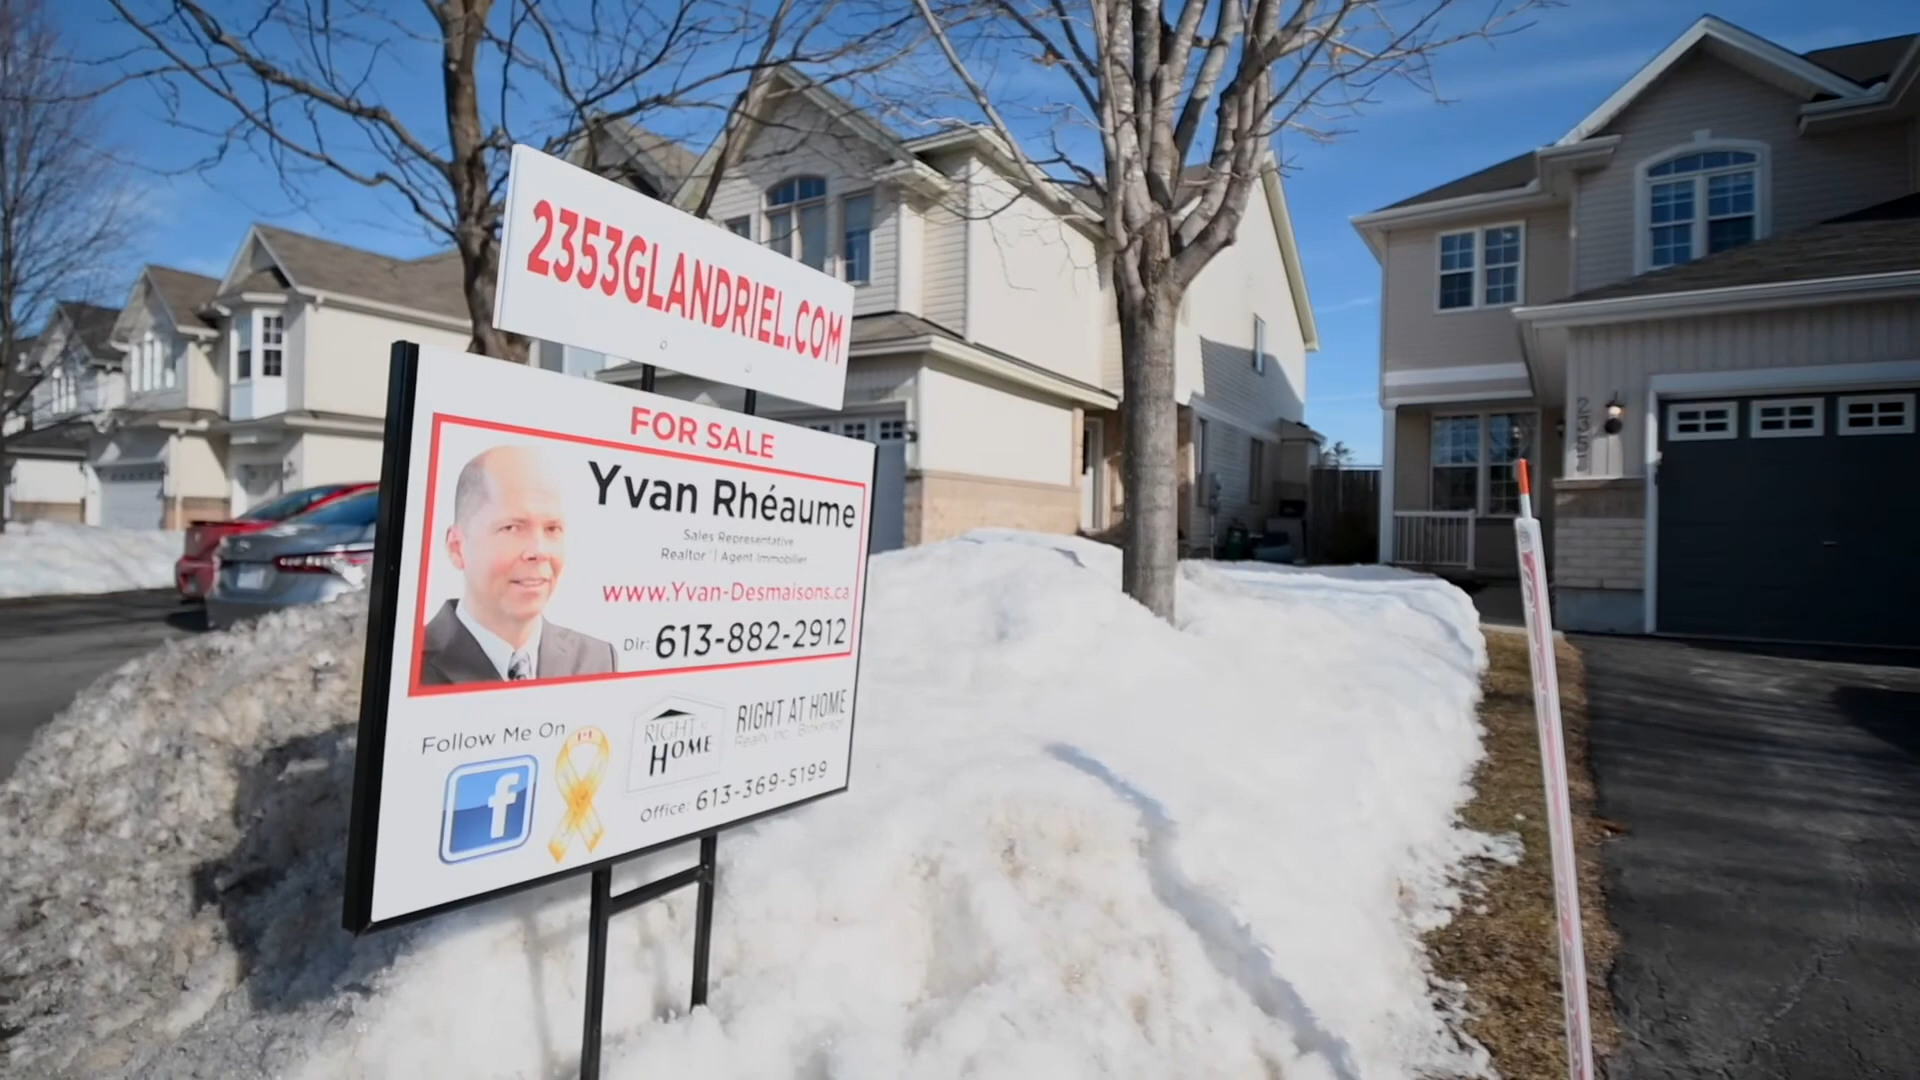 2353GLANDRIEL.COM
FOR SALE
Yvan Rhéaume
Sales Representative
Realtor | Agent Immobilier
www.Yvan-Desmaisons.ca
Dir: 613-882-2912
Follow Me On
f
RIGHT at
HOME
RIGHT AT HOME
Realty Inc. Brokerage
Office: 613-369-5199
2353